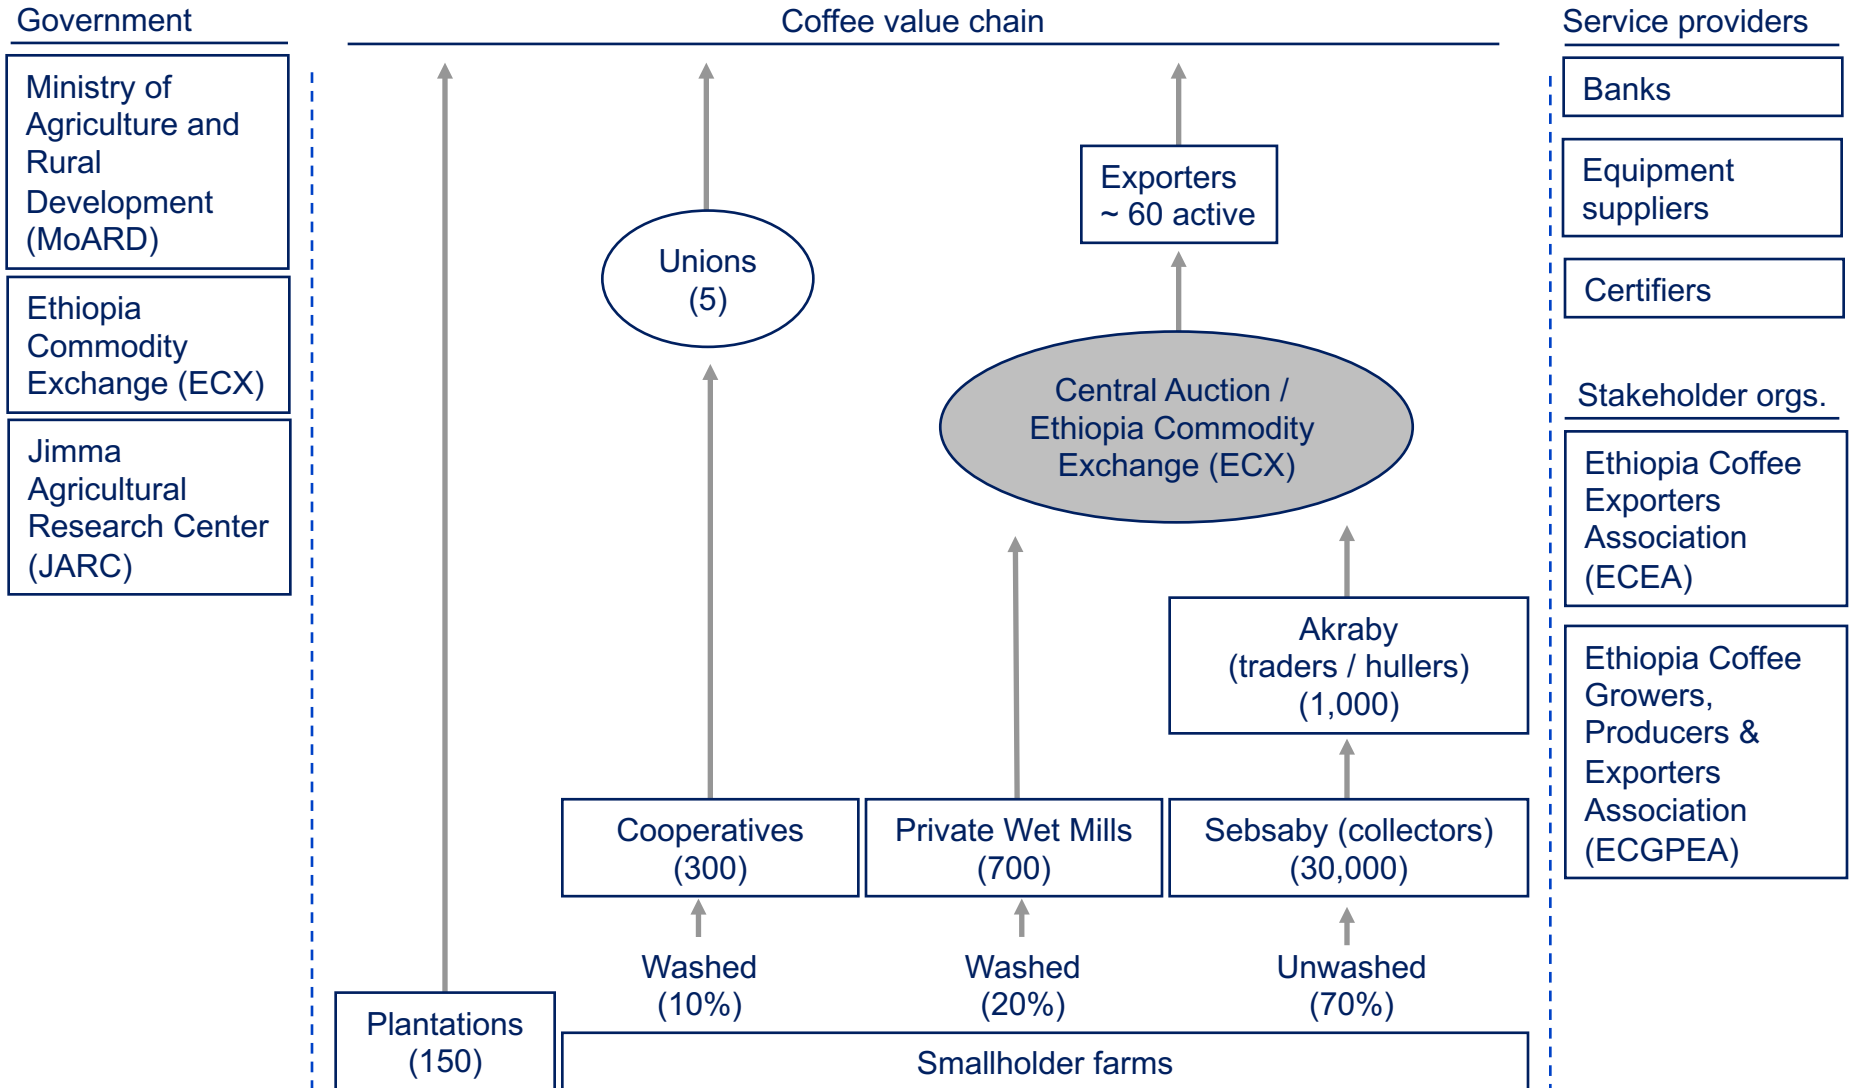 Government
Ministry of
Agriculture and
Rural
Development
(MoARD)
Ethiopia
Commodity
Exchange (ECX)
Jimma
Agricultural
Research Center
(JARC)
Coffee value chain
Exporters
~ 60 active
Unions
(5)
Central Auction /
Ethiopia Commodity
Exchange (ECX)
Akraby
(traders / hullers)
(1,000)
Cooperatives
(300)
Private Wet Mills
(700)
Sebsaby (collectors)
(30,000)
Washed
(10%)
Washed
(20%)
Unwashed
(70%)
Plantations
(150)
Smallholder farms
Service providers
Banks
Equipment
suppliers
Certifiers
Stakeholder orgs.
Ethiopia Coffee
Exporters
Association
(ECEA)
Ethiopia Coffee
Growers,
Producers &
Exporters
Association
(ECGPEA)